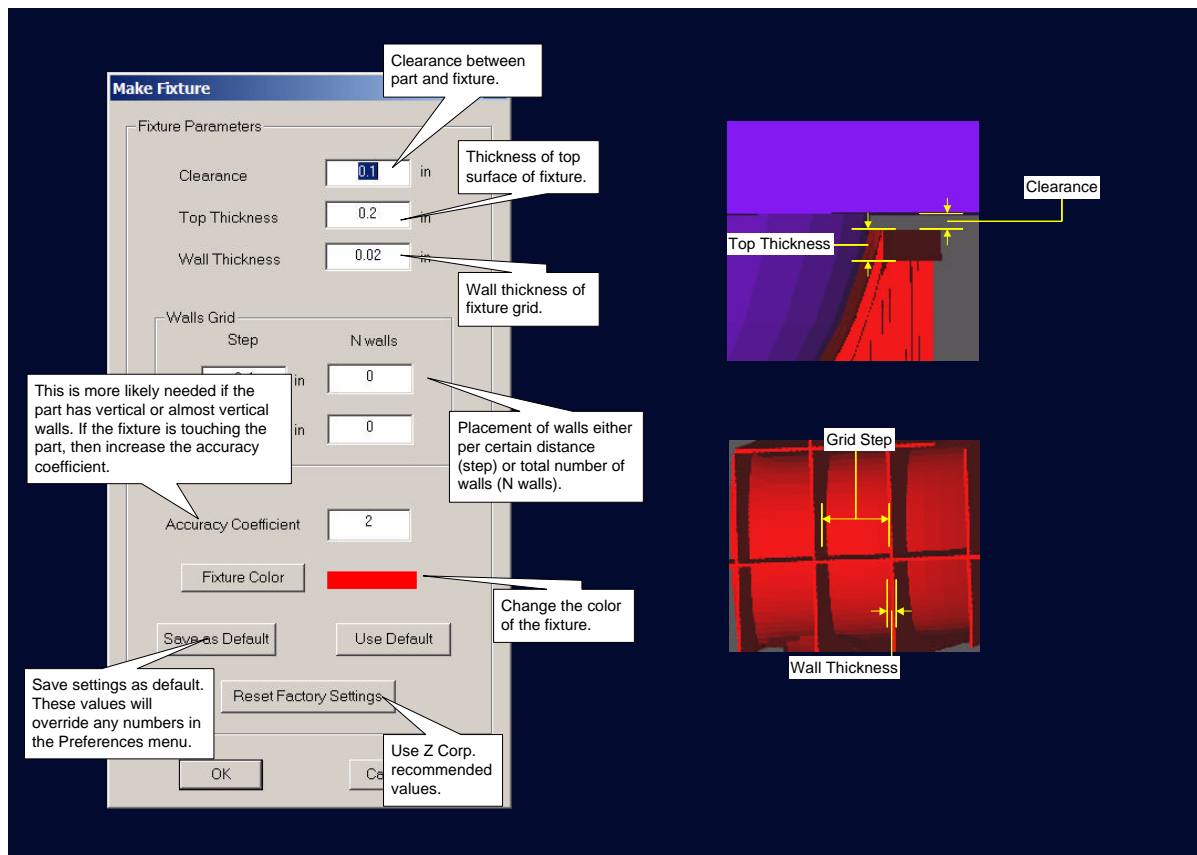 Make Fixture
Clearance between
part and fixture.
Fixture Parameters
Clearance
0.1
in
Thickness of top
surface of fixture.
Top Thickness
0.2
in
Wall Thickness
0.02
in
Wall thickness of
fixture grid.
Walls Grid
Step
N walls
in
0
in
0
This is more likely needed if the
part has vertical or almost vertical
walls. If the fixture is touching the
part, then increase the accuracy
coefficient.
Placement of walls either
per certain distance
(step) or total number of
walls (N walls).
Accuracy Coefficient
2
Fixture Color
Change the color
of the fixture.
Save as Default
Use Default
Save settings as default.
These values will
override any numbers in
the Preferences menu.
Reset Factory Settings
Use Z Corp.
recommended
values.
OK
Clearance
Top Thickness
Grid Step
Wall Thickness